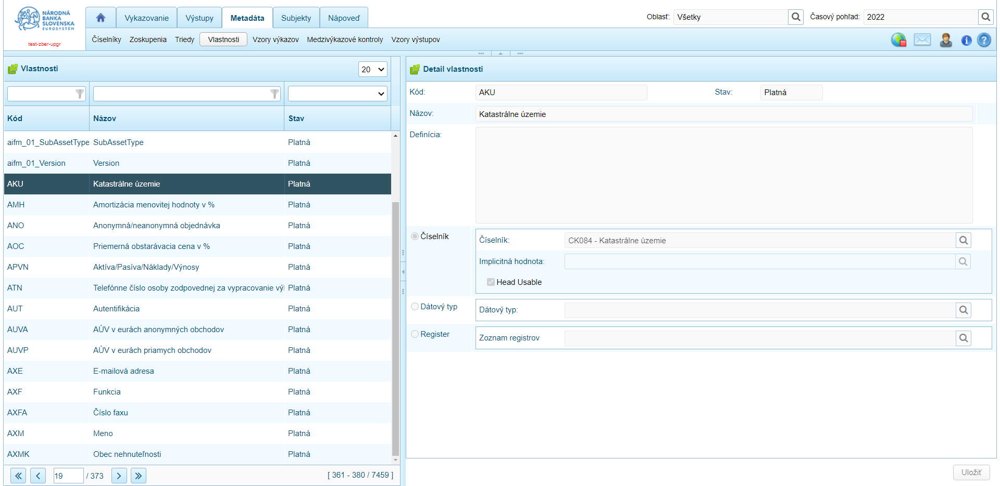 NÁRODNÁ
BANKA
SLOVENSKA
EUROSYSTÉM
test-zber-upgr
Vykazovanie
Výstupy
Metadáta
Subjekty
Nápoveď
Oblasť:
Všetky
Časový pohľad:
2022
Číselníky
Zoskupenia
Triedy
Vlastnosti
Vzory výkazov
Medzivýkazové kontroly
Vzory výstupov
Vlastnosti
20
Kód
Názov
Stav
aifm_01_SubAssetType
SubAssetType
Platná
aifm_01_Version
Version
Platná
AKU
Katastrálne územie
Platná
AMH
Amortizácia menovitej hodnoty v %
Platná
ANO
Anonymná/neanonymná objednávka
Platná
AOC
Priemerná obstarávacia cena v %
Platná
APVN
Aktíva/Pasíva/Náklady/Výnosy
Platná
ATN
Telefónne číslo osoby zodpovednej za vypracovanie vý
Platná
AUT
Autentifikácia
Platná
AUVA
AÚV v eurách anonymných obchodov
Platná
AUVP
AÚV v eurách priamych obchodov
Platná
AXE
E-mailová adresa
Platná
AXF
Funkcia
Platná
AXFA
Číslo faxu
Platná
AXM
Meno
Platná
AXMK
Obec nehnuteľnosti
Platná
19
/ 373
[ 361 - 380 / 7459 ]
Detail vlastnosti
Kód:
AKU
Stav:
Platná
Názov:
Katastrálne územie
Definícia:
Číselník
Číselník:
CK084 - Katastrálne územie
Implicitná hodnota:
Head Usable
Dátový typ
Dátový typ:
Register
Zoznam registrov
Uložiť